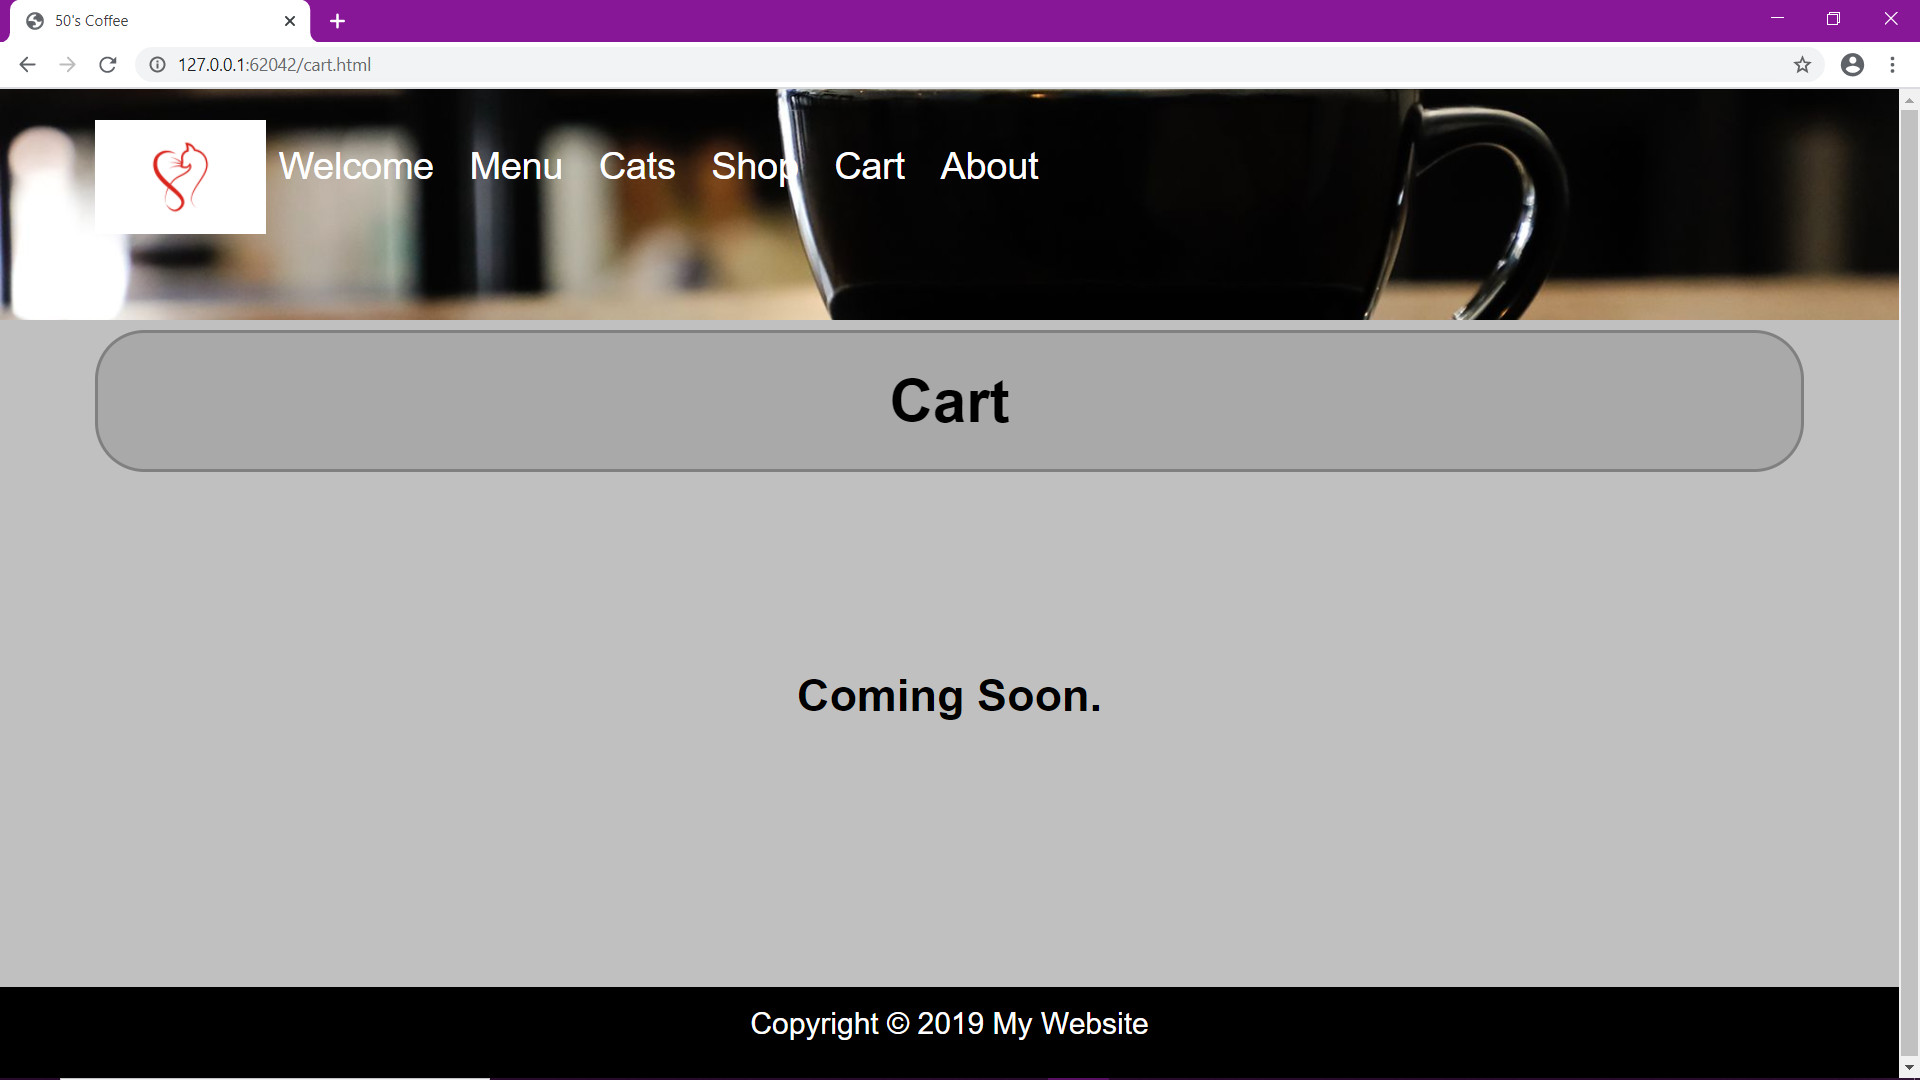 50's Coffee
127.0.0.1:62042/cart.html
Welcome Menu Cats Shop Cart About
Cart
Coming Soon.
Copyright © 2019 My Website